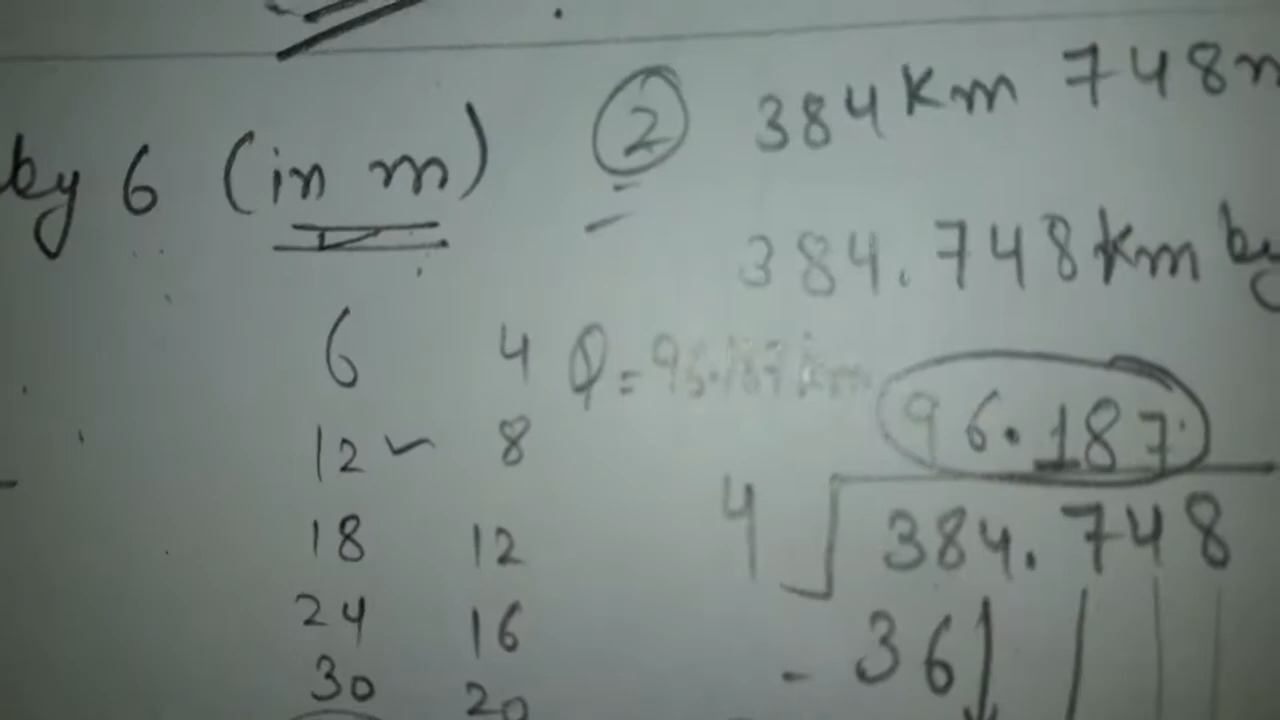 by 6 (in m)
6 4
12 8
18 12
24 16
30 20
2 384 Km 748m
384.748 km by
Q = 96.187 km
96.187
4 384.748
- 36